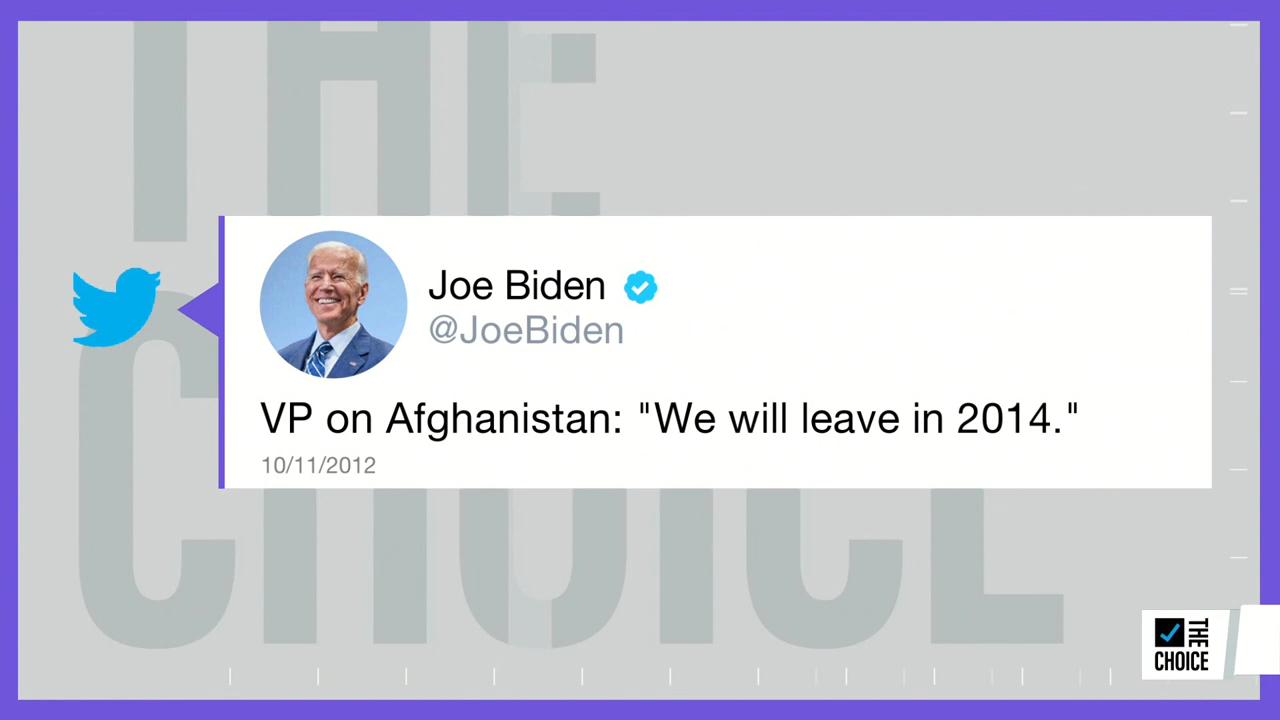 THE
CHOICE
Joe Biden
@JoeBiden
VP on Afghanistan: "We will leave in 2014."
10/11/2012
THE
CHOICE